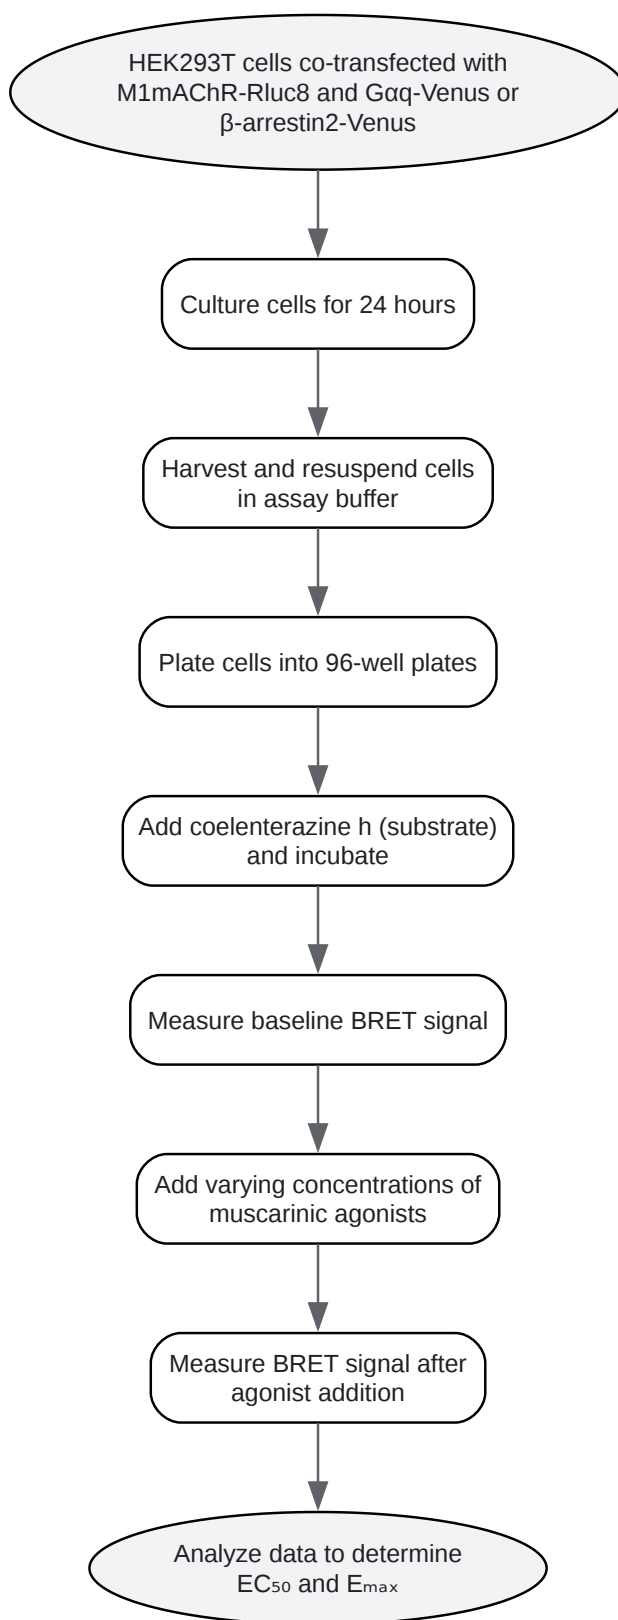 HEK293T cells co-transfected with
M1mAChR-Rluc8 and Gαq-Venus or
β-arrestin2-Venus
Culture cells for 24 hours
Harvest and resuspend cells
in assay buffer
Plate cells into 96-well plates
Add coelenterazine h (substrate)
and incubate
Measure baseline BRET signal
Add varying concentrations of
muscarinic agonists
Measure BRET signal after
agonist addition
Analyze data to determine
EC₅₀ and Eₘₐₓ